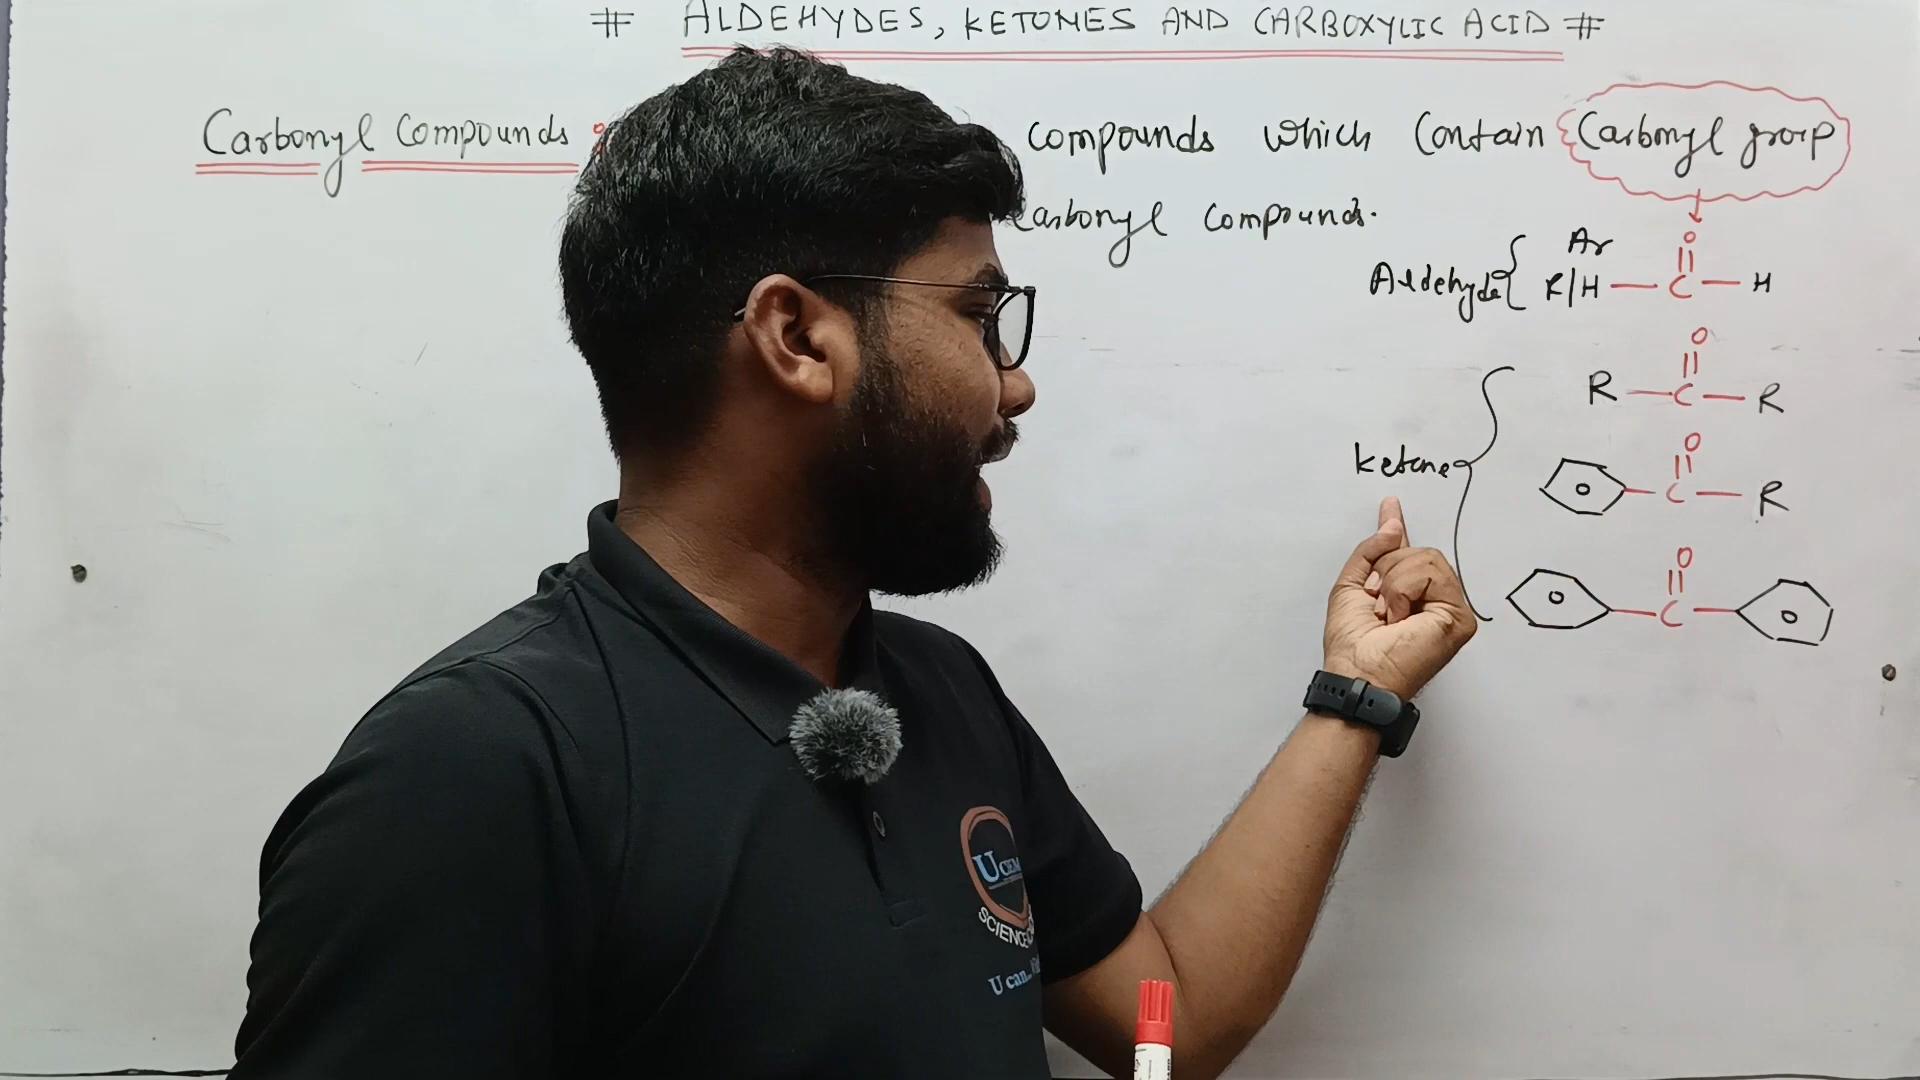 # ALDEHYDES, KETONES AND CARBOXYLIC ACID #
Carbonyl Compounds : compounds which Contain Carbonyl group
Carbonyl Compounds.
Aldehyde { Ar
R/H — C — H
O
O
R — C — R
Ketone {
O
C — R
O
C
UCEM
SCIENCE
U can..